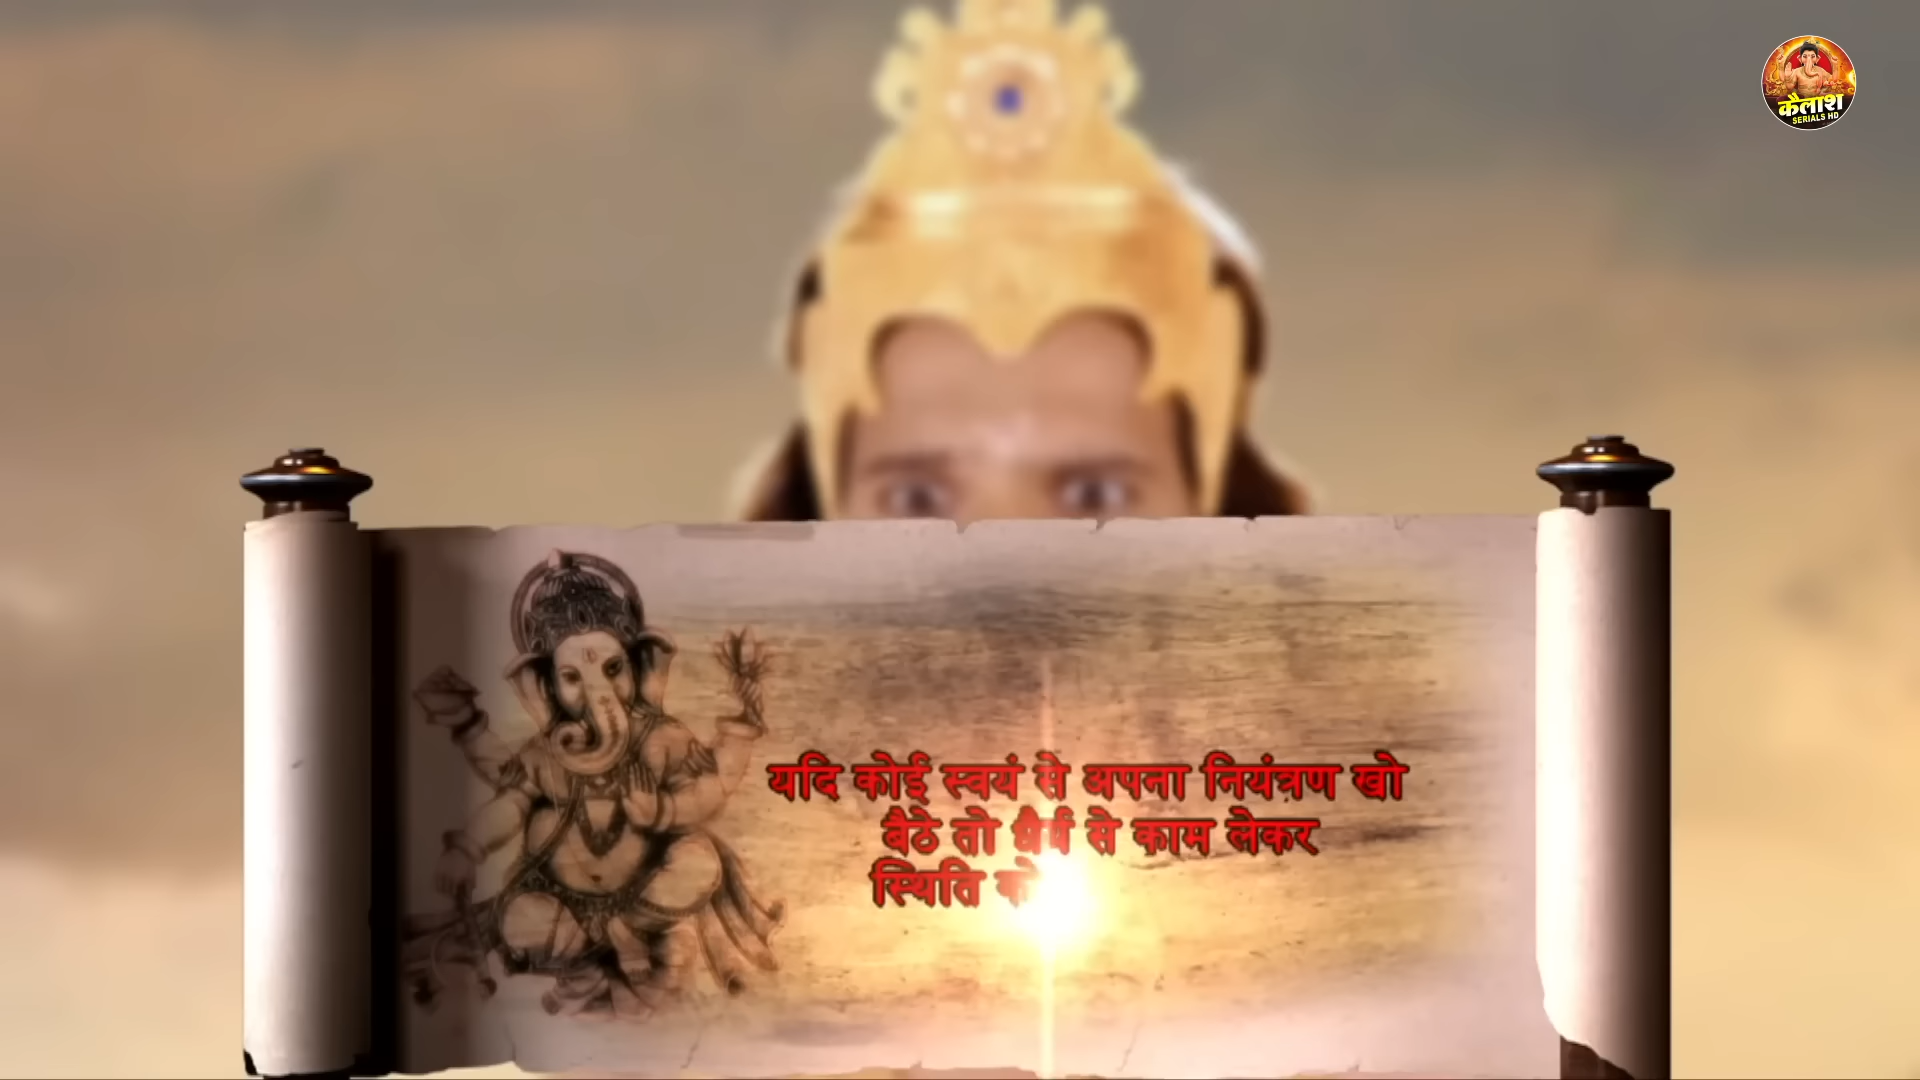 कैलाश
SERIALS HD
यदि कोई स्वयं से अपना नियंत्रण खो
बैठे तो धैर्य से काम लेकर
स्थिति को